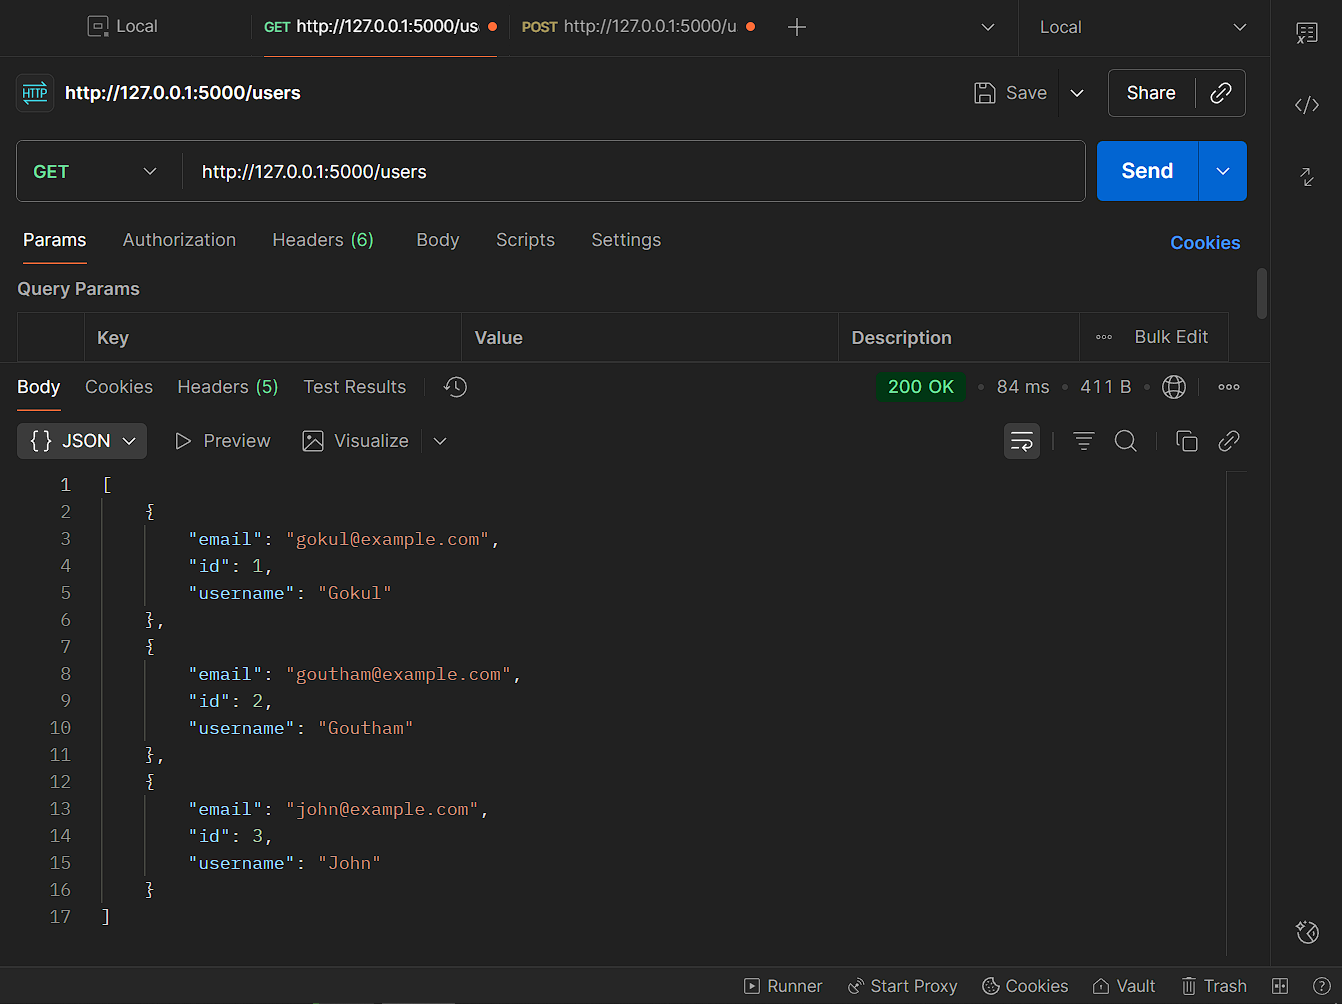 Local
GET http://127.0.0.1:5000/us
POST http://127.0.0.1:5000/u
Local
HTTP http://127.0.0.1:5000/users
Save
Share
GET
http://127.0.0.1:5000/users
Send
Params Authorization Headers (6) Body Scripts Settings
Cookies
Query Params
Key Value Description Bulk Edit
Body Cookies Headers (5) Test Results
200 OK • 84 ms • 411 B •
{} JSON Preview Visualize
1 [
2 {
3 "email": "gokul@example.com",
4 "id": 1,
5 "username": "Gokul"
6 },
7 {
8 "email": "goutham@example.com",
9 "id": 2,
10 "username": "Goutham"
11 },
12 {
13 "email": "john@example.com",
14 "id": 3,
15 "username": "John"
16 }
17 ]
Runner Start Proxy Cookies Vault Trash